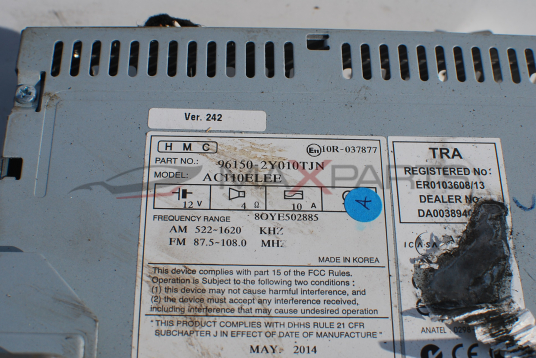 Ver. 242
HMC
10R-037877
PART NO.: 96150-2Y010TJN
MODEL: AC110ELEE
12 V 4 Ω 10 A
A
8OYE502885
FREQUENCY RANGE
AM 522-1620 KHZ
FM 87.5-108.0 MHZ
MADE IN KOREA
This device complies with part 15 of the FCC Rules.
Operation is Subject to the following two conditions :
(1) this device may not cause harmful interference, and
(2) the device must accept any interference received,
including interference that may cause undesired operation
"THIS PRODUCT COMPLIES WITH DHHS RULE 21 CFR
SUBCHAPTER J IN EFFECT OF DATE OF MANUFACTURE"
MAY. 2014
TRA
REGISTERED No:
ER0103608/13
DEALER No:
ICASA
ANATEL